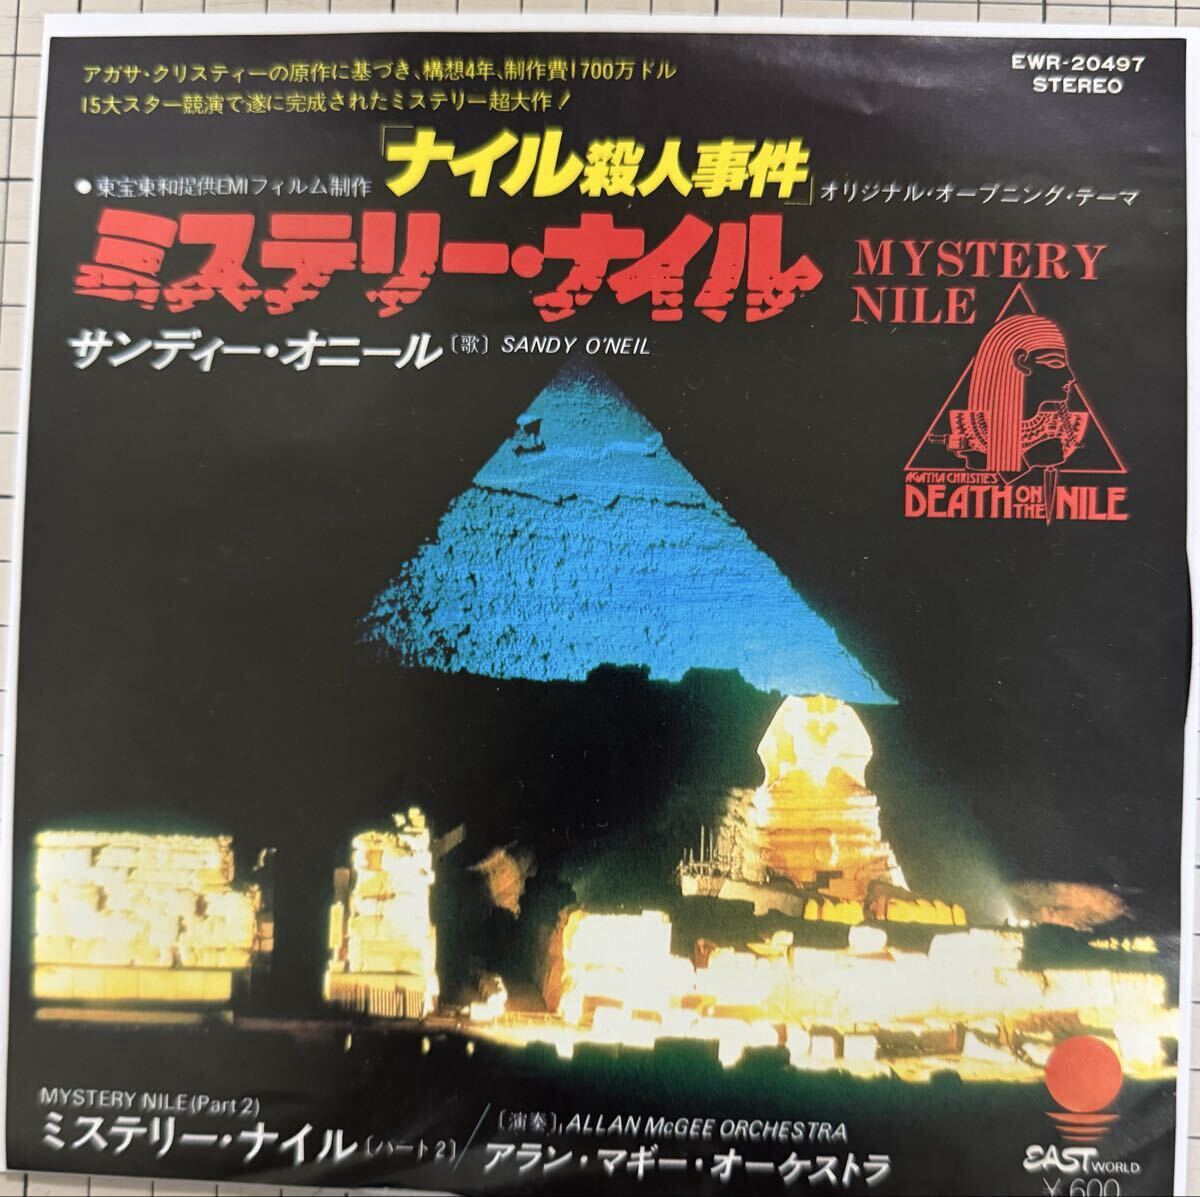 アガサ・クリスティーの原作に基づき、構想4年、制作費1700万ドル
15大スター競演で遂に完成されたミステリー超大作!
EWR-20497
STEREO
●東宝東和提供EMIフィルム制作「ナイル殺人事件」オリジナル・オープニング・テーマ
ミステリー・ナイル
MYSTERY
NILE
サンディー・オニール〔歌〕SANDY O'NEIL
AGATHA CHRISTIE'S
DEATH ON THE NILE
MYSTERY NILE(Part 2)
ミステリー・ナイル〔パート2〕/
〔演奏〕ALLAN McGEE ORCHESTRA
アラン・マギー・オーケストラ
EAST WORLD
¥600